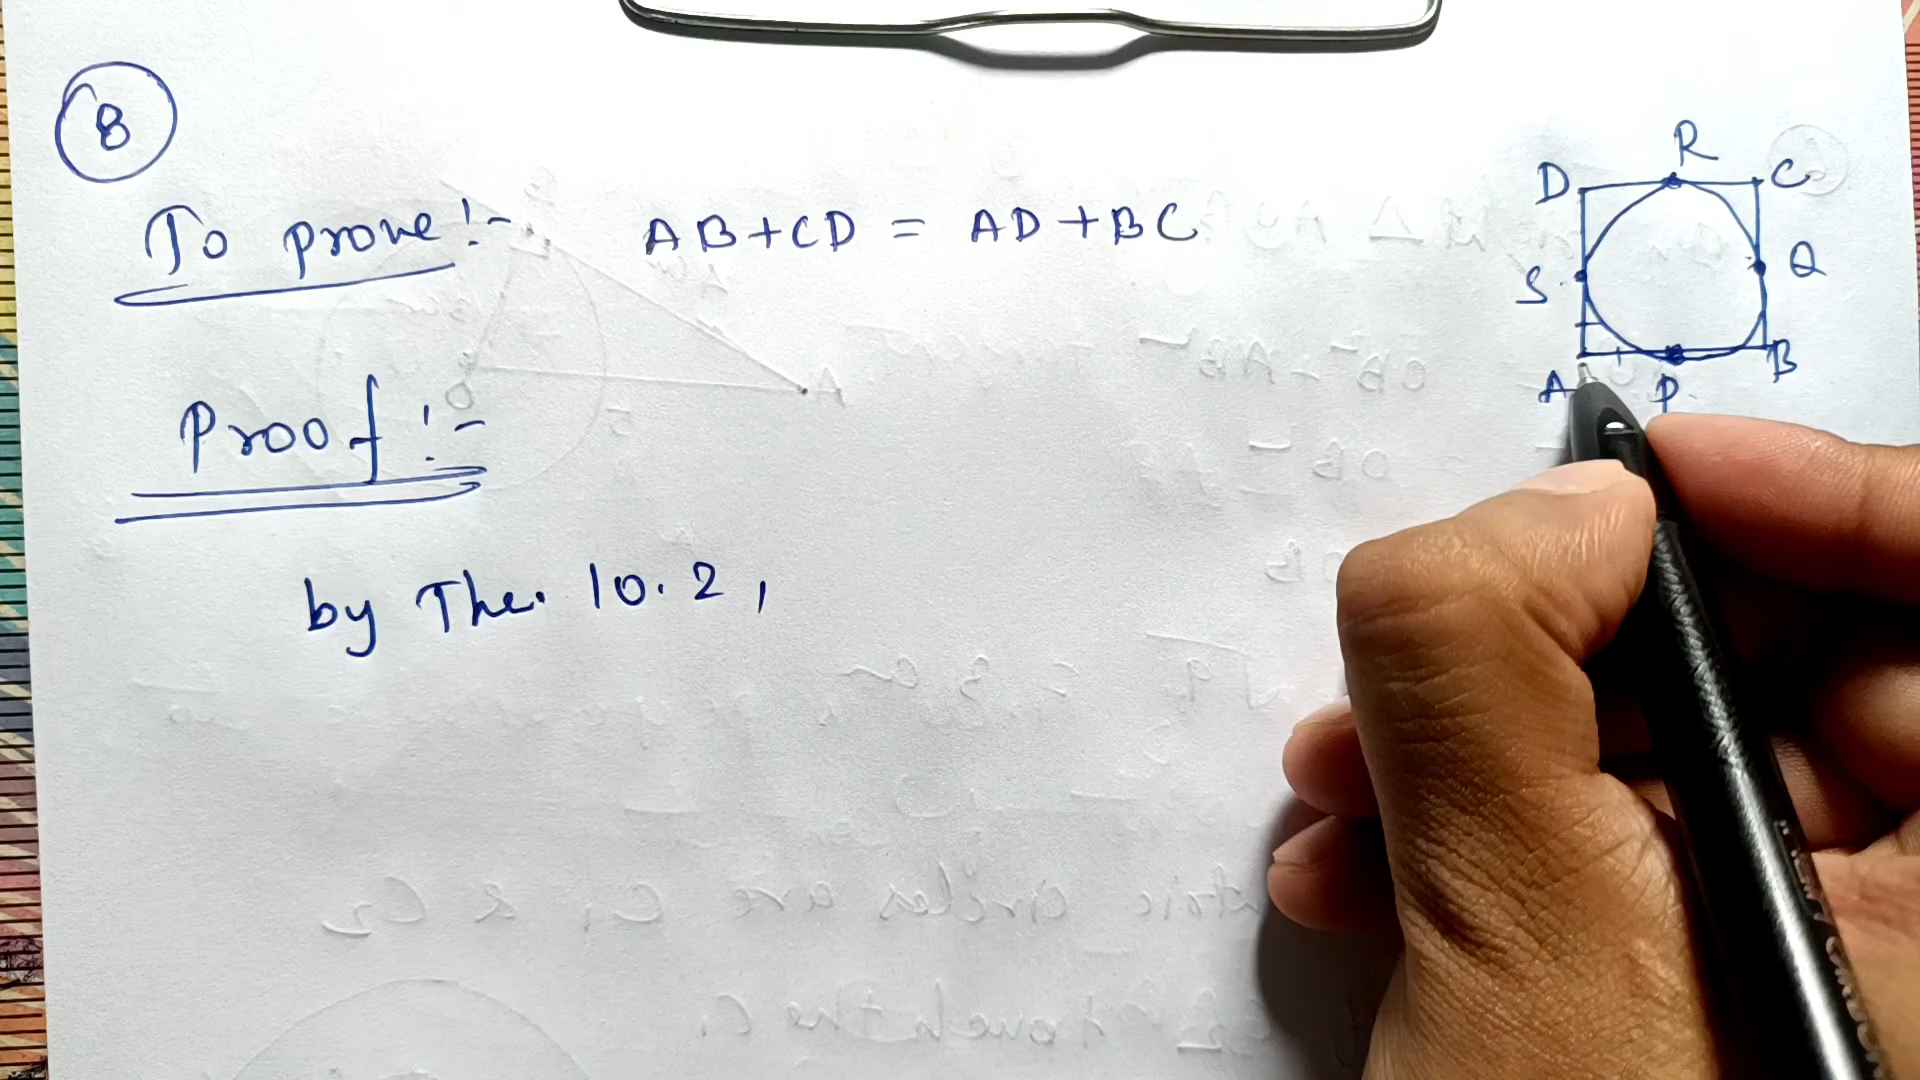 8
To prove:- AB+CD = AD+BC
Proof :-
by The. 10.2,
D R C
S Q
A P B